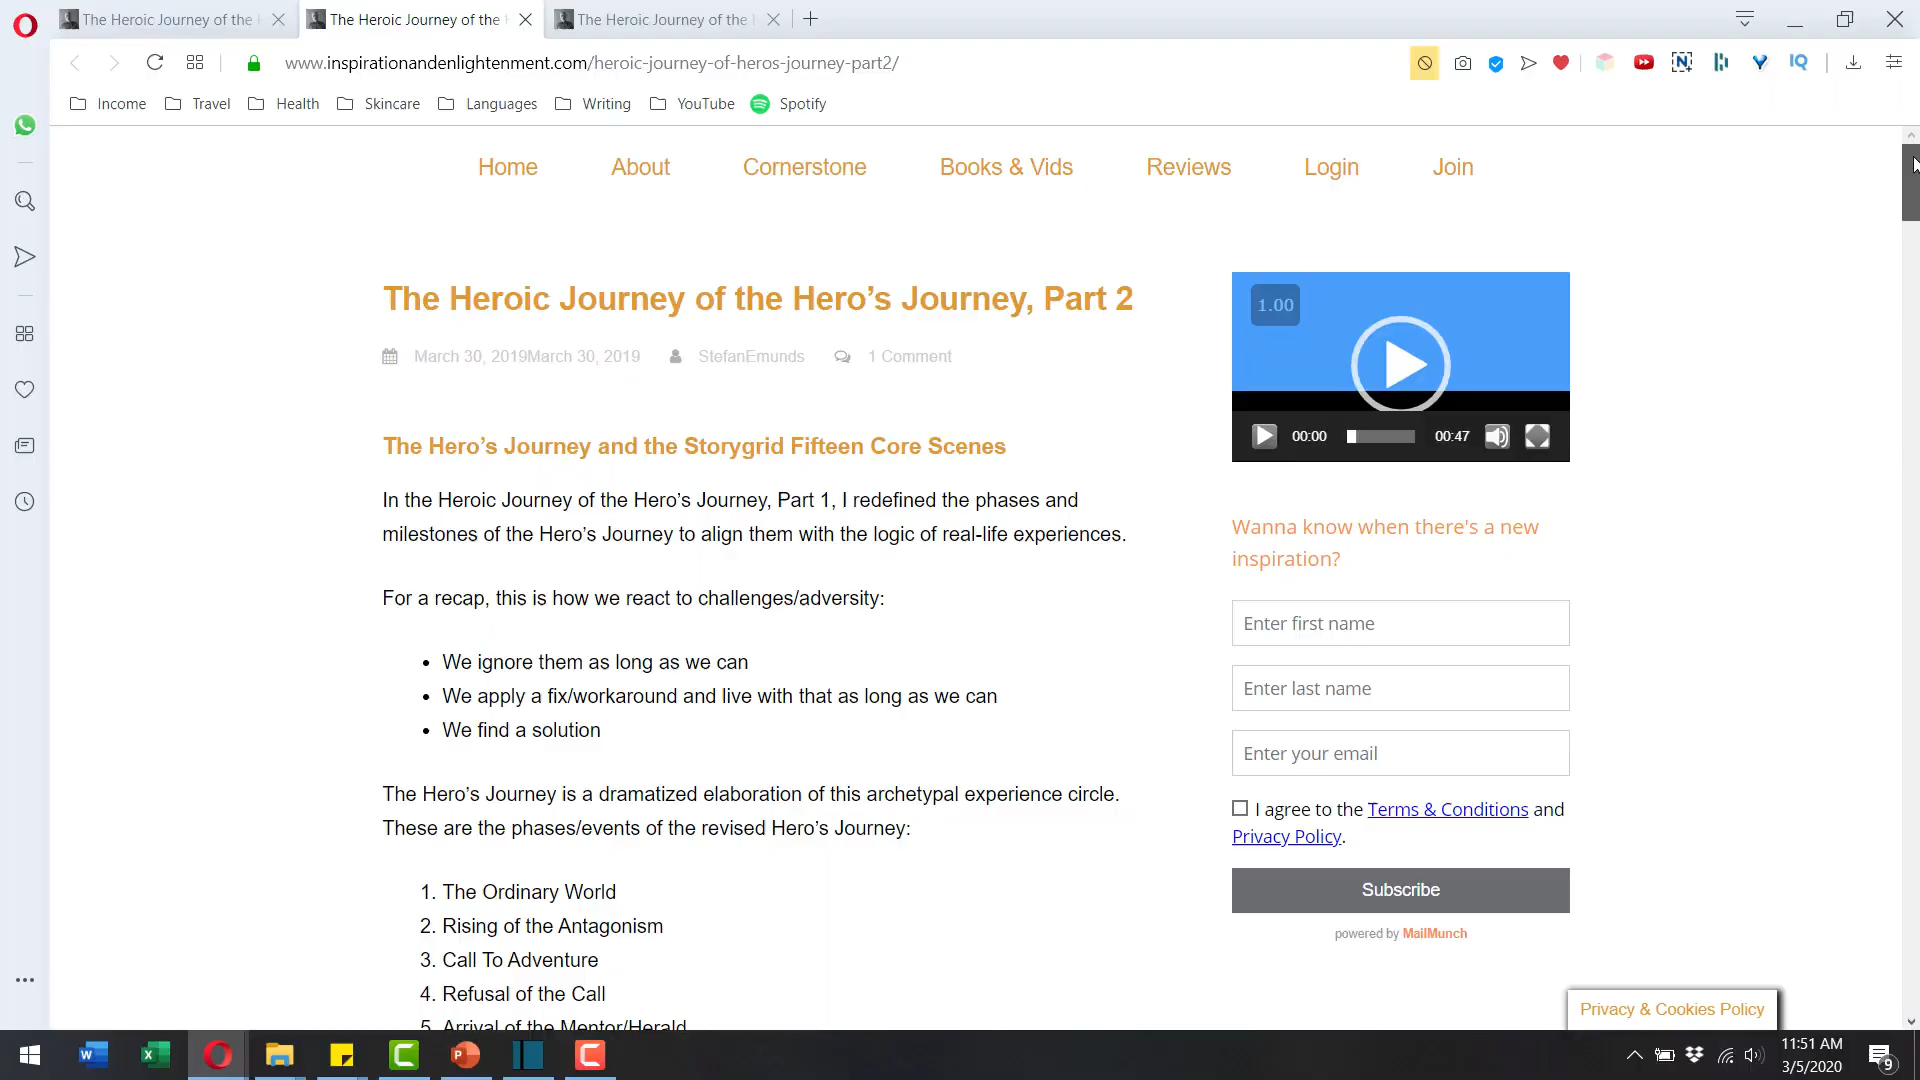 The Heroic Journey of the
The Heroic Journey of the
The Heroic Journey of the
www.inspirationandenlightenment.com/heroic-journey-of-heros-journey-part2/
IQ
Income
Travel
Health
Skincare
Languages
Writing
YouTube
Spotify
Home
About
Cornerstone
Books & Vids
Reviews
Login
Join
The Heroic Journey of the Hero’s Journey, Part 2
March 30, 2019March 30, 2019
StefanEmunds
1 Comment
The Hero’s Journey and the Storygrid Fifteen Core Scenes
In the Heroic Journey of the Hero’s Journey, Part 1, I redefined the phases and
milestones of the Hero’s Journey to align them with the logic of real-life experiences.
For a recap, this is how we react to challenges/adversity:
• We ignore them as long as we can
• We apply a fix/workaround and live with that as long as we can
• We find a solution
The Hero’s Journey is a dramatized elaboration of this archetypal experience circle.
These are the phases/events of the revised Hero’s Journey:
1. The Ordinary World
2. Rising of the Antagonism
3. Call To Adventure
4. Refusal of the Call
5. Arrival of the Mentor/Herald
1.00
00:00
00:47
Wanna know when there's a new
inspiration?
Enter first name
Enter last name
Enter your email
I agree to the Terms & Conditions and
Privacy Policy.
Subscribe
powered by MailMunch
Privacy & Cookies Policy
11:51 AM
3/5/2020
9